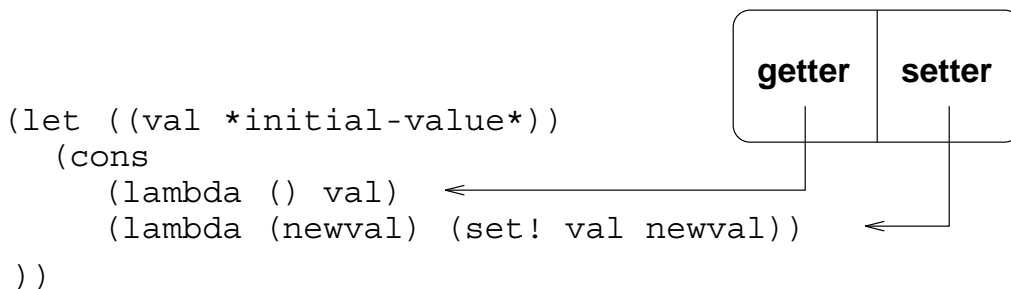 getter setter
(let ((val *initial-value*))
(cons
(lambda () val)
(lambda (newval) (set! val newval))
))